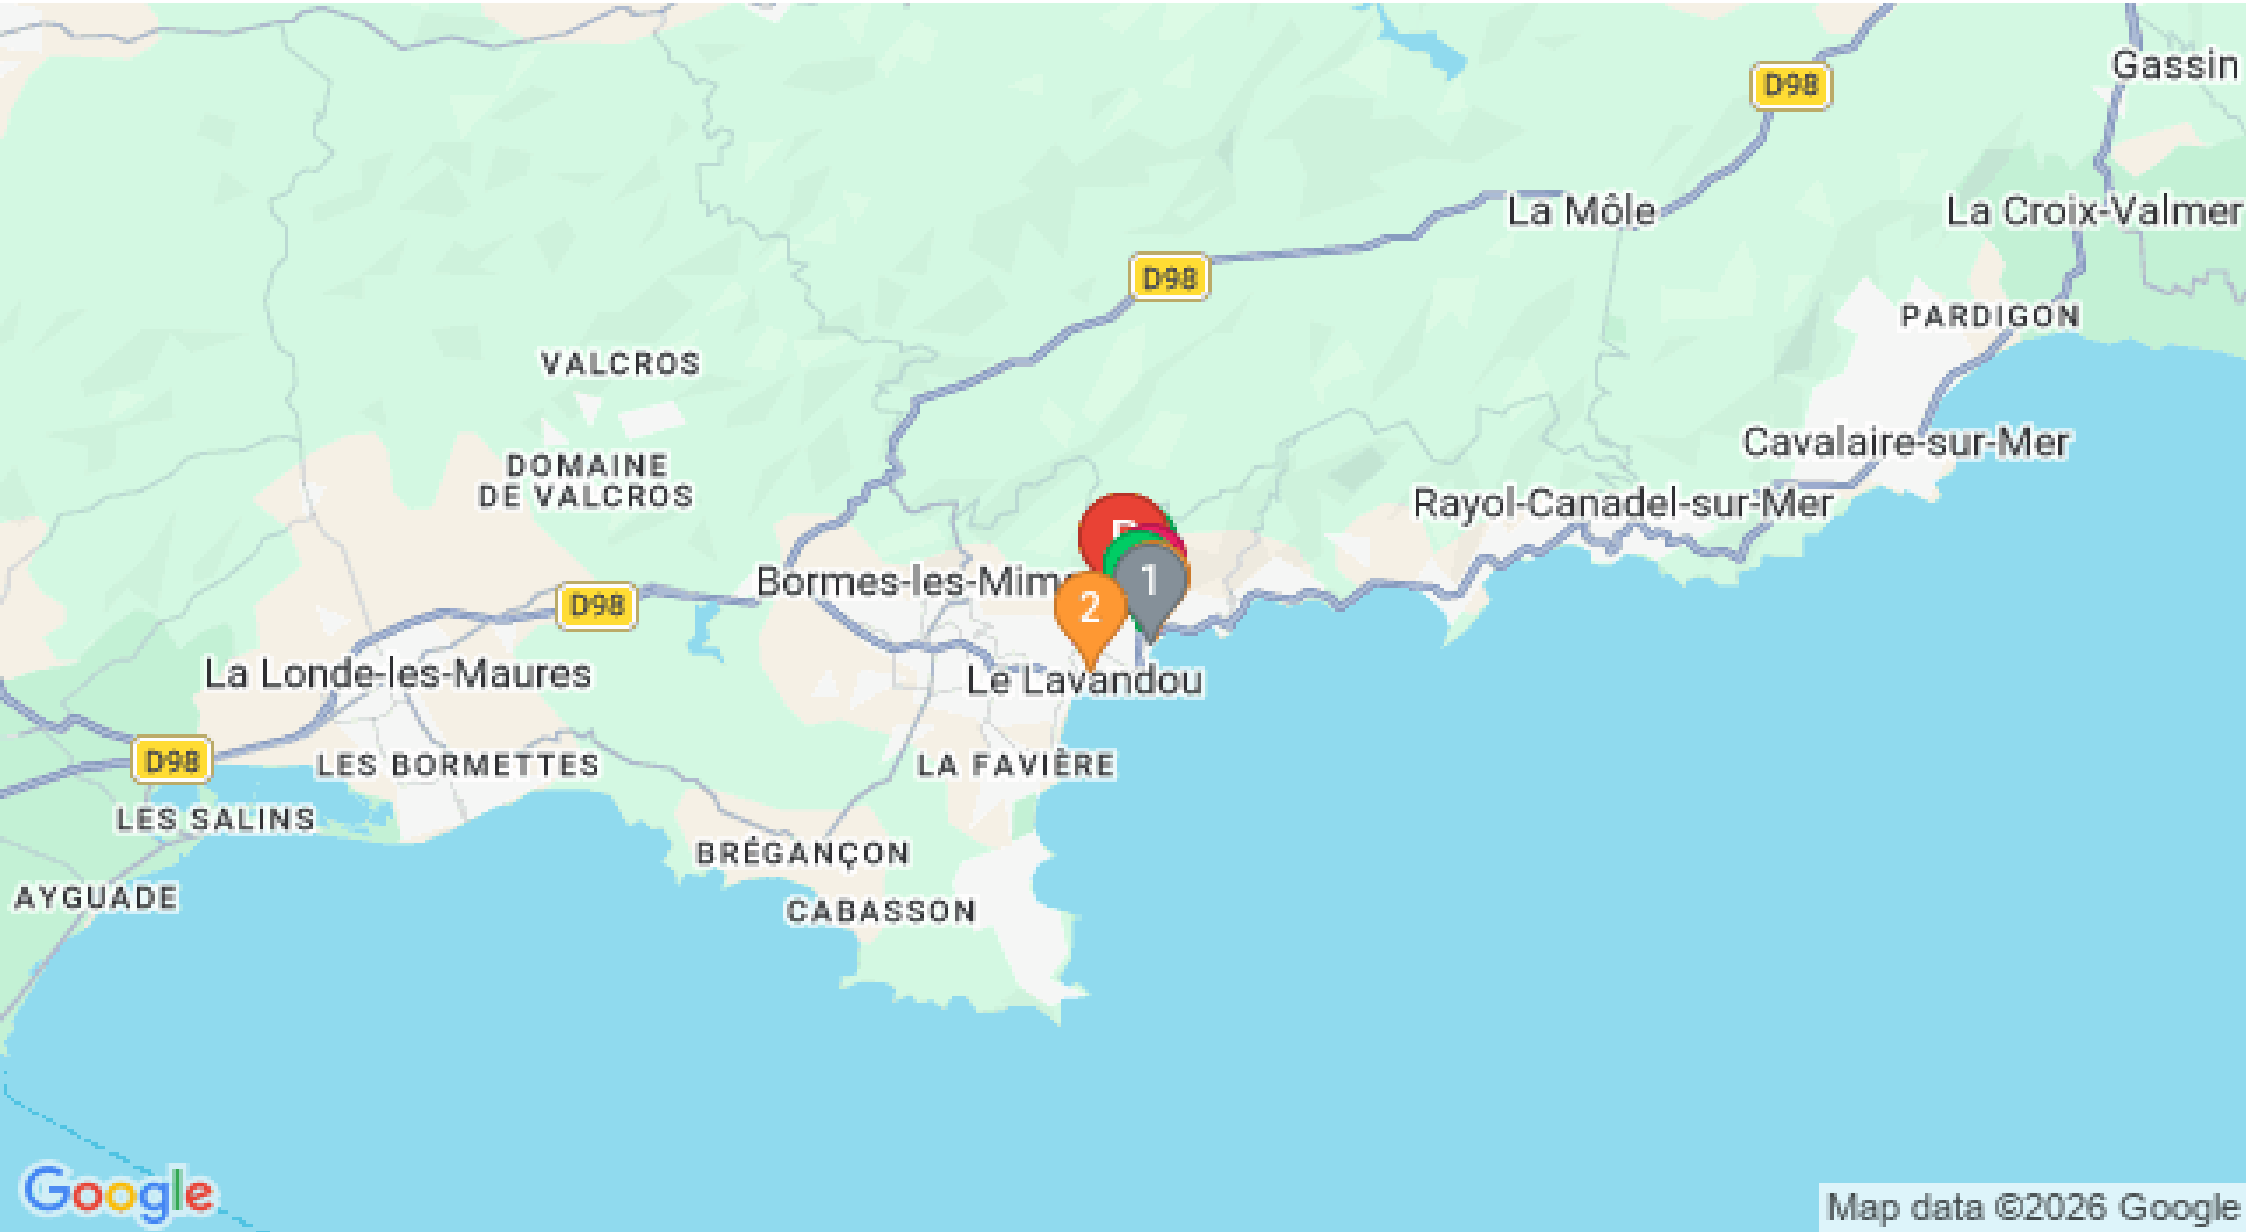 Gassin
D98
La Môle
La Croix-Valmer
D98
PARDIGON
VALCROS
Cavalaire-sur-Mer
DOMAINE
DE VALCROS
Rayol-Canadel-sur-Mer
Bormes-les-Mim
1
2
D98
La Londe-les-Maures
Le Lavandou
D98
LES BORMETTES
LA FAVIÈRE
LES SALINS
BRÉGANÇON
AYGUADE
CABASSON
Google
Map data ©2026 Google